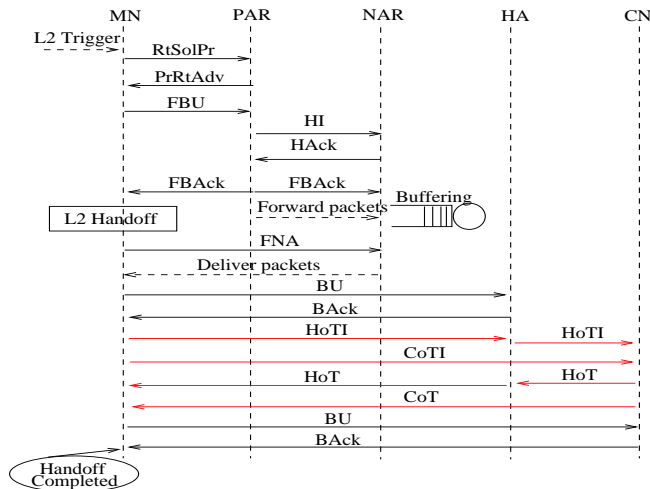 MN PAR NAR HA CN
L2 Trigger
RtSolPr
PrRtAdv
FBU
HI
HAck
FBAck FBAck
Buffering
Forward packets
L2 Handoff
FNA
Deliver packets
BU
BAck
HoTI
HoTI
CoTI
HoT
HoT
CoT
BU
BAck
Handoff
Completed